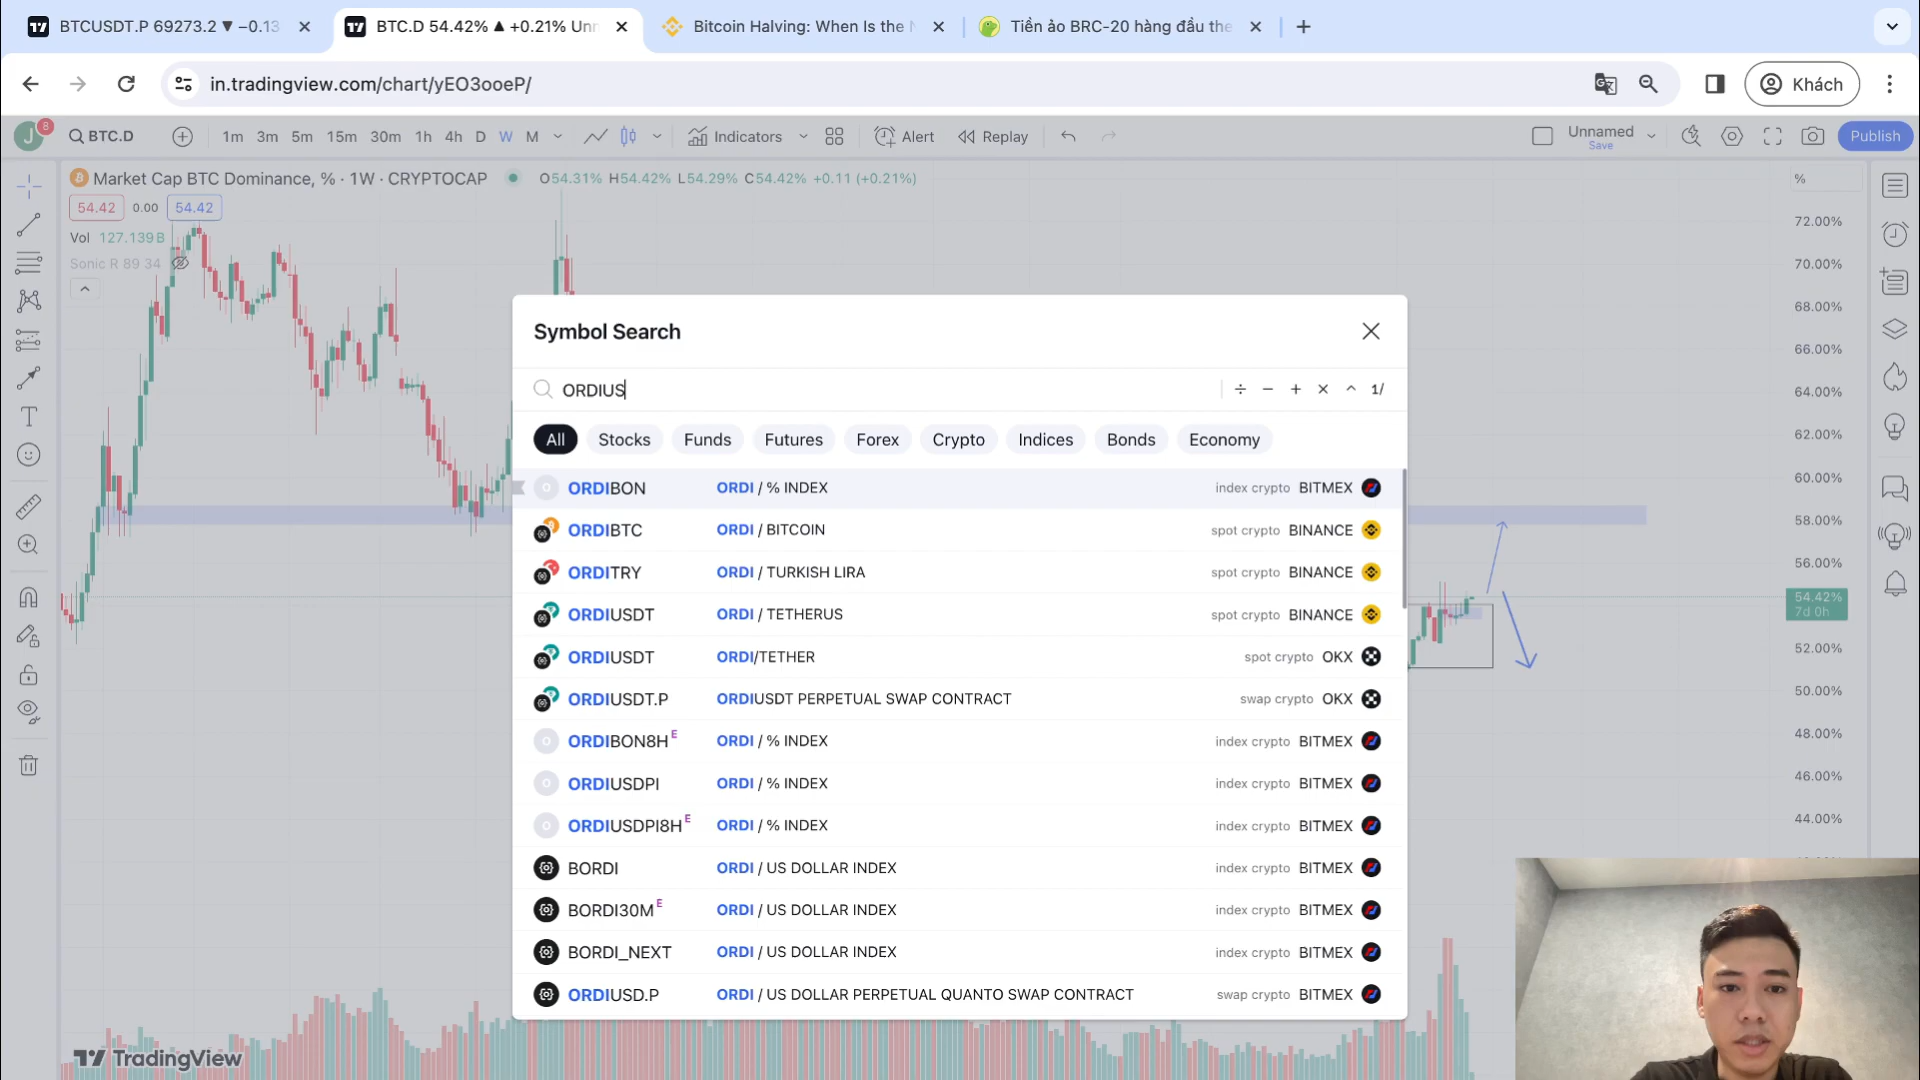 BTCUSDT.P 69273.2 ▼ −0.13
BTC.D 54.42% ▲ +0.21% Unn
Bitcoin Halving: When Is the N
Tiền ảo BRC-20 hàng đầu the
in.tradingview.com/chart/yEO3ooeP/
Khách
J
8
BTC.D
1m 3m 5m 15m 30m 1h 4h D W M
Indicators
Alert
Replay
Unnamed
Save
Publish
Market Cap BTC Dominance, % · 1W · CRYPTOCAP
O54.31% H54.42% L54.29% C54.42% +0.11 (+0.21%)
54.42 0.00 54.42
Vol 127.139B
Sonic R 89 34
%
72.00%
70.00%
68.00%
66.00%
64.00%
62.00%
60.00%
58.00%
56.00%
54.42%
7d 0h
52.00%
50.00%
48.00%
46.00%
44.00%
Symbol Search
ORDIUS
÷ − + × ^ 1/
All Stocks Funds Futures Forex Crypto Indices Bonds Economy
ORDIBON ORDI / % INDEX index crypto BITMEX
ORDIBTC ORDI / BITCOIN spot crypto BINANCE
ORDITRY ORDI / TURKISH LIRA spot crypto BINANCE
ORDIUSDT ORDI / TETHERUS spot crypto BINANCE
ORDIUSDT ORDI/TETHER spot crypto OKX
ORDIUSDT.P ORDIUSDT PERPETUAL SWAP CONTRACT swap crypto OKX
ORDIBON8H E ORDI / % INDEX index crypto BITMEX
ORDIUSDPI ORDI / % INDEX index crypto BITMEX
ORDIUSDPI8H E ORDI / % INDEX index crypto BITMEX
BORDI ORDI / US DOLLAR INDEX index crypto BITMEX
BORDI30M E ORDI / US DOLLAR INDEX index crypto BITMEX
BORDI_NEXT ORDI / US DOLLAR INDEX index crypto BITMEX
ORDIUSD.P ORDI / US DOLLAR PERPETUAL QUANTO SWAP CONTRACT swap crypto BITMEX
TradingView